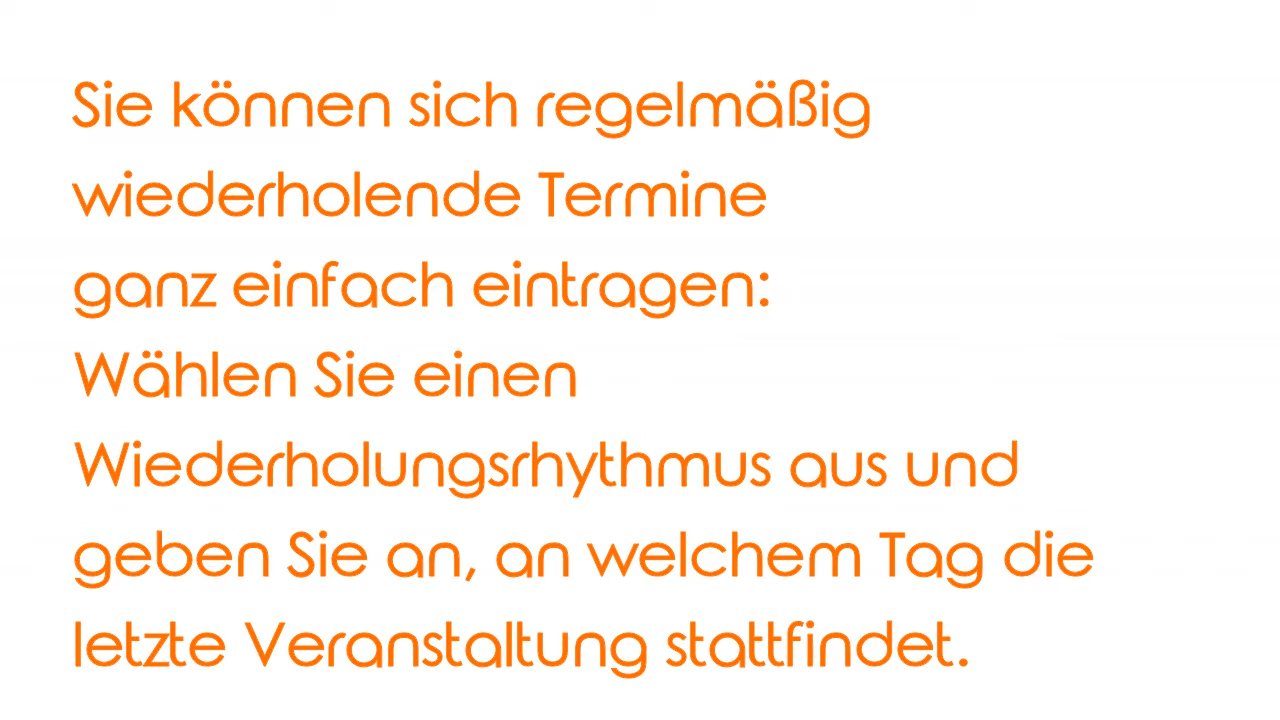 Sie können sich regelmäßig
wiederholende Termine
ganz einfach eintragen:
Wählen Sie einen
Wiederholungsrhythmus aus und
geben Sie an, an welchem Tag die
letzte Veranstaltung stattfindet.